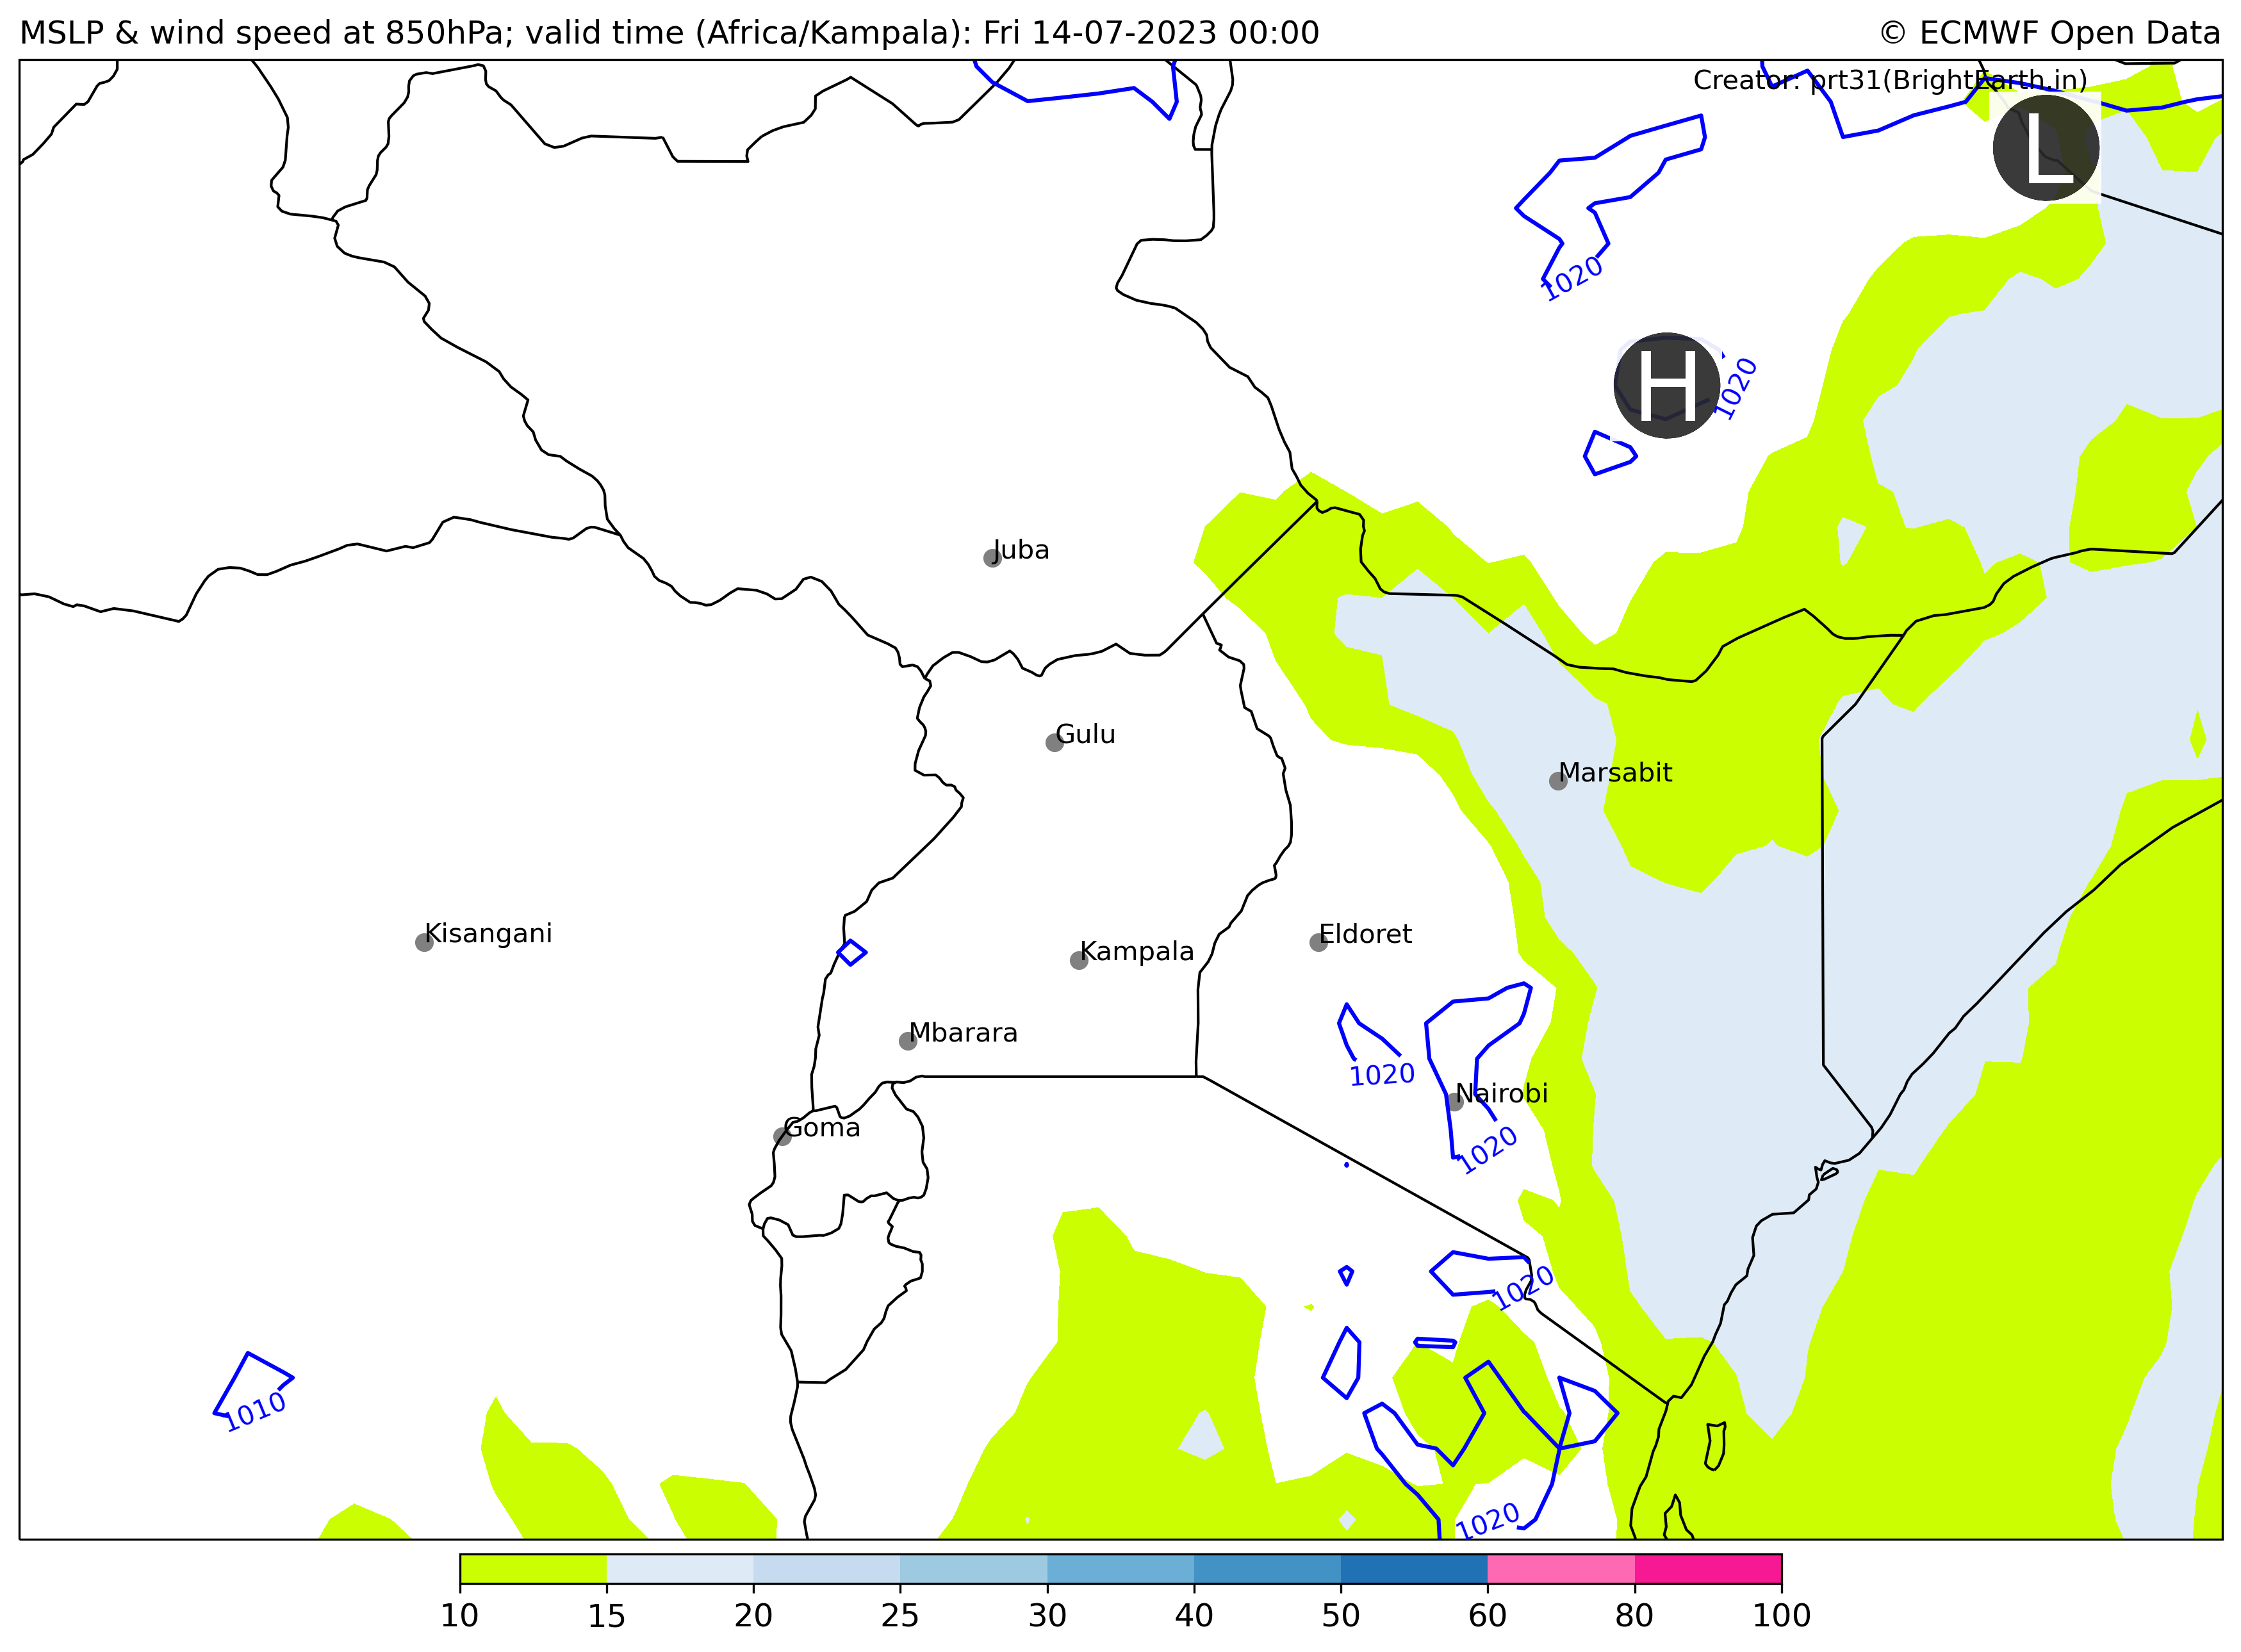 MSLP & wind speed at 850hPa; valid time (Africa/Kampala): Fri 14-07-2023 00:00
© ECMWF Open Data
Creator: prt31(BrightEarth.in)
L
1020
H
1020
Juba
Gulu
Marsabit
Kisangani
Eldoret
Kampala
Mbarara
1020
Nairobi
Goma
1020
1020
1010
1020
10 15 20 25 30 40 50 60 80 100